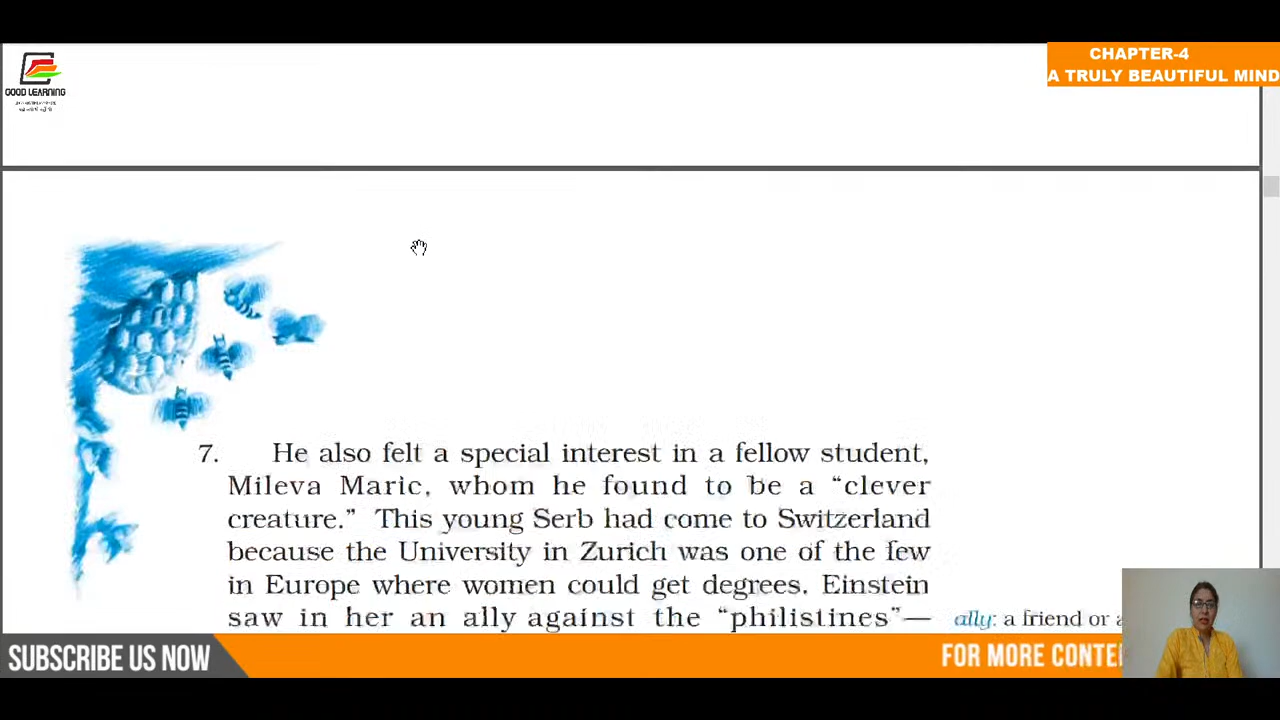 CHAPTER-4
A TRULY BEAUTIFUL MIND
GOOD LEARNING
7. He also felt a special interest in a fellow student,
Mileva Maric, whom he found to be a “clever
creature.” This young Serb had come to Switzerland
because the University in Zurich was one of the few
in Europe where women could get degrees. Einstein
saw in her an ally against the “philistines”—
ally: a friend or
SUBSCRIBE US NOW
FOR MORE